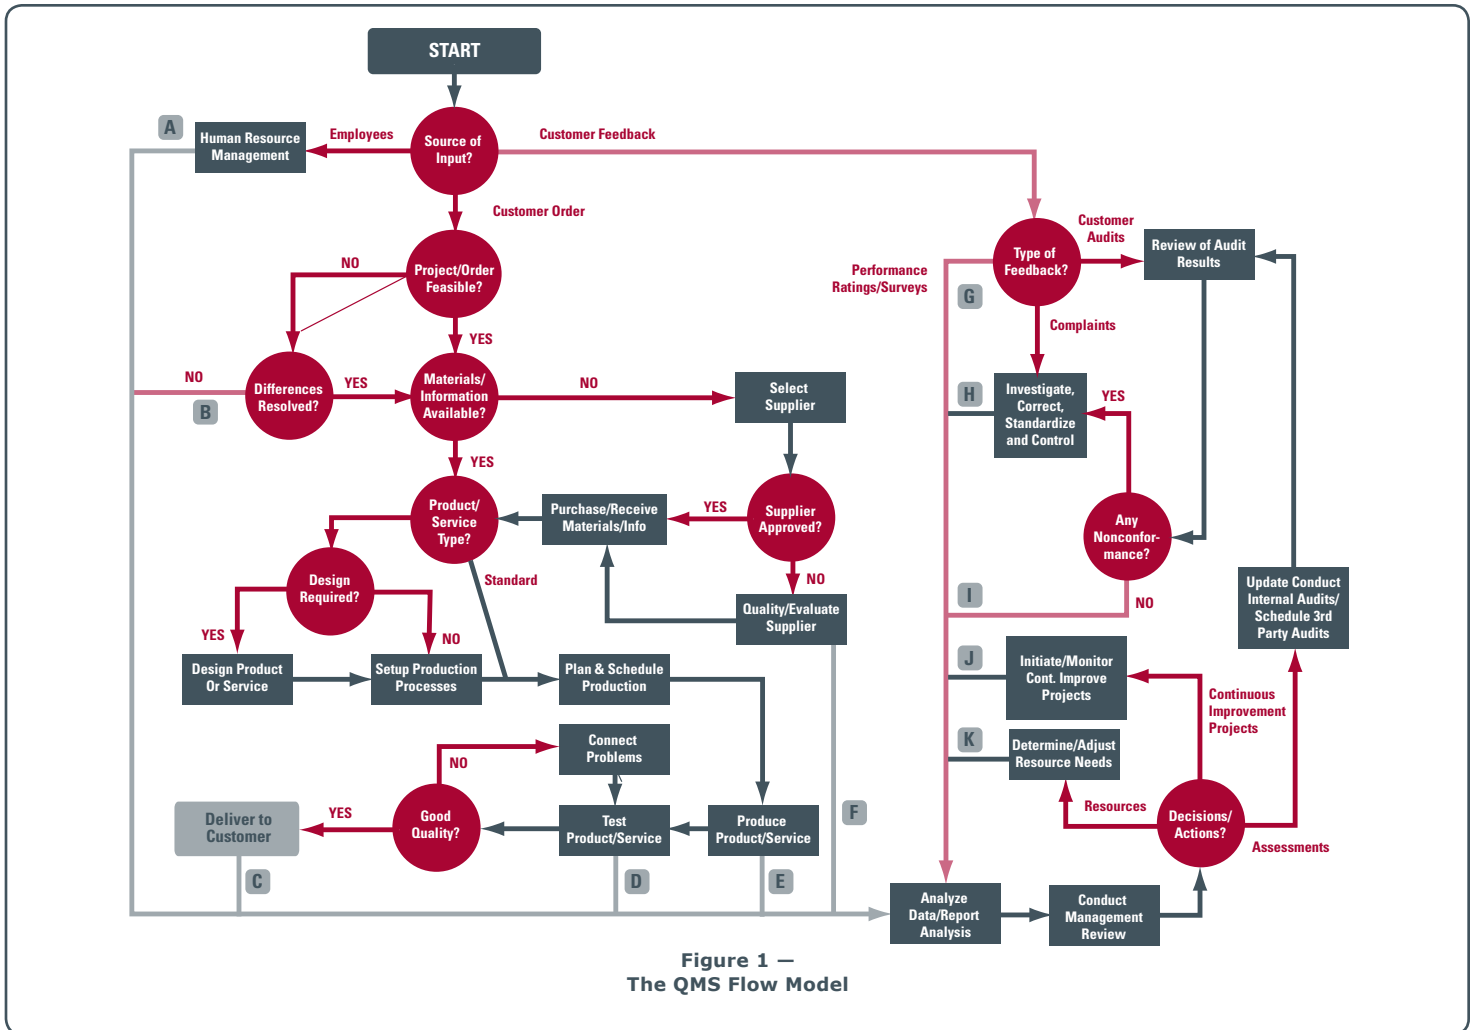 START
A
Human Resource
Management
Employees
Source of
Input?
Customer Feedback
Customer Order
NO
Project/Order
Feasible?
YES
NO
Differences
Resolved?
B
YES
Materials/
Information
Available?
NO
Select
Supplier
YES
Product/
Service
Type?
Purchase/Receive
Materials/Info
YES
Supplier
Approved?
NO
Quality/Evaluate
Supplier
Standard
Design
Required?
YES
NO
Design Product
Or Service
Setup Production
Processes
Plan & Schedule
Production
Connect
Problems
NO
Good
Quality?
YES
Deliver to
Customer
Test
Product/Service
Produce
Product/Service
C
D
E
F
Type of
Feedback?
Customer
Audits
Review of Audit
Results
Performance
Ratings/Surveys
G
Complaints
H
Investigate,
Correct,
Standardize
and Control
YES
Any
Nonconfor-
mance?
I
NO
Update Conduct
Internal Audits/
Schedule 3rd
Party Audits
J
Initiate/Monitor
Cont. Improve
Projects
Continuous
Improvement
Projects
K
Determine/Adjust
Resource Needs
Resources
Decisions/
Actions?
Assessments
Analyze
Data/Report
Analysis
Conduct
Management
Review
Figure 1 —
The QMS Flow Model